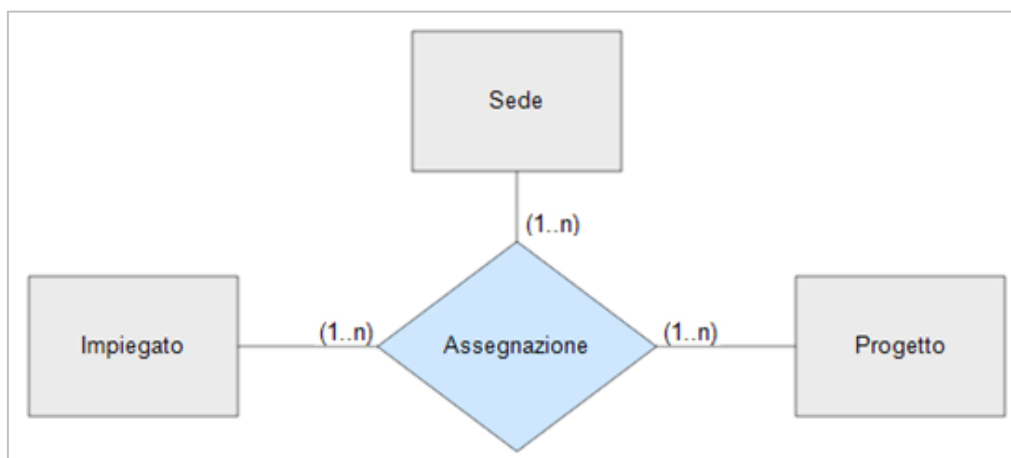 Sede
(1..n)
Impiegato
(1..n)
Assegnazione
(1..n)
Progetto